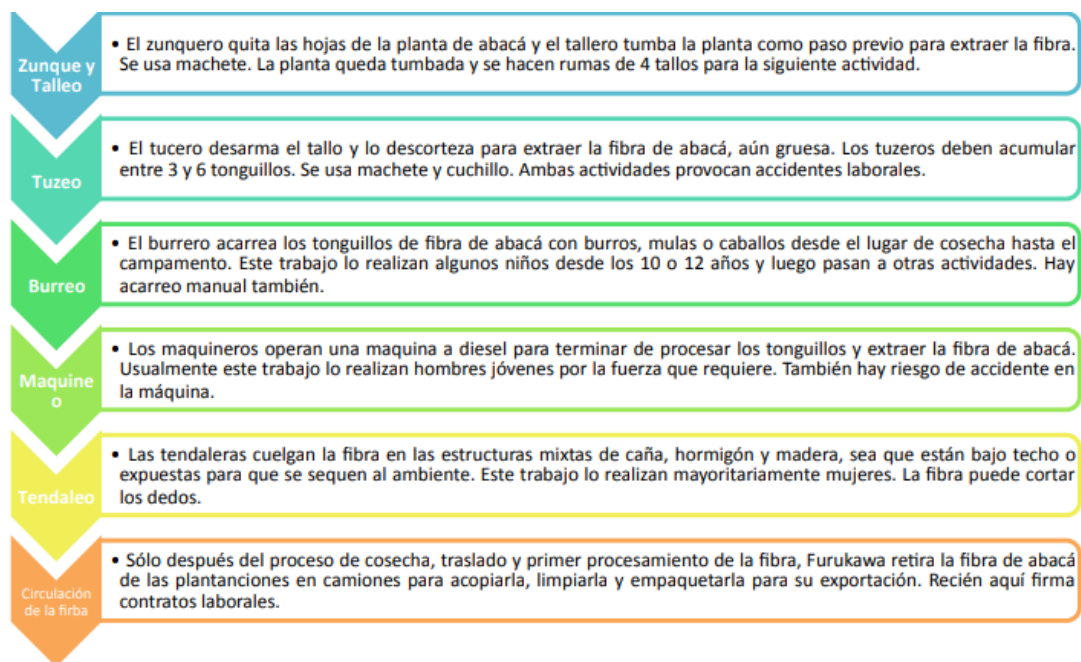 Zunque y
Talleo
• El zunquero quita las hojas de la planta de abacá y el tallero tumba la planta como paso previo para extraer la fibra.
Se usa machete. La planta queda tumbada y se hacen rumas de 4 tallos para la siguiente actividad.
Tuzeo
• El tucero desarma el tallo y lo descorteza para extraer la fibra de abacá, aún gruesa. Los tuzeros deben acumular
entre 3 y 6 tonguillos. Se usa machete y cuchillo. Ambas actividades provocan accidentes laborales.
Burreo
• El burrero acarrea los tonguillos de fibra de abacá con burros, mulas o caballos desde el lugar de cosecha hasta el
campamento. Este trabajo lo realizan algunos niños desde los 10 o 12 años y luego pasan a otras actividades. Hay
acarreo manual también.
Maquine
o
• Los maquineros operan una maquina a diesel para terminar de procesar los tonguillos y extraer la fibra de abacá.
Usualmente este trabajo lo realizan hombres jóvenes por la fuerza que requiere. También hay riesgo de accidente en
la máquina.
Tendaleo
• Las tendaleras cuelgan la fibra en las estructuras mixtas de caña, hormigón y madera, sea que están bajo techo o
expuestas para que se sequen al ambiente. Este trabajo lo realizan mayoritariamente mujeres. La fibra puede cortar
los dedos.
Circulación
de la firba
• Sólo después del proceso de cosecha, traslado y primer procesamiento de la fibra, Furukawa retira la fibra de abacá
de las plantanciones en camiones para acopiarla, limpiarla y empaquetarla para su exportación. Recién aquí firma
contratos laborales.